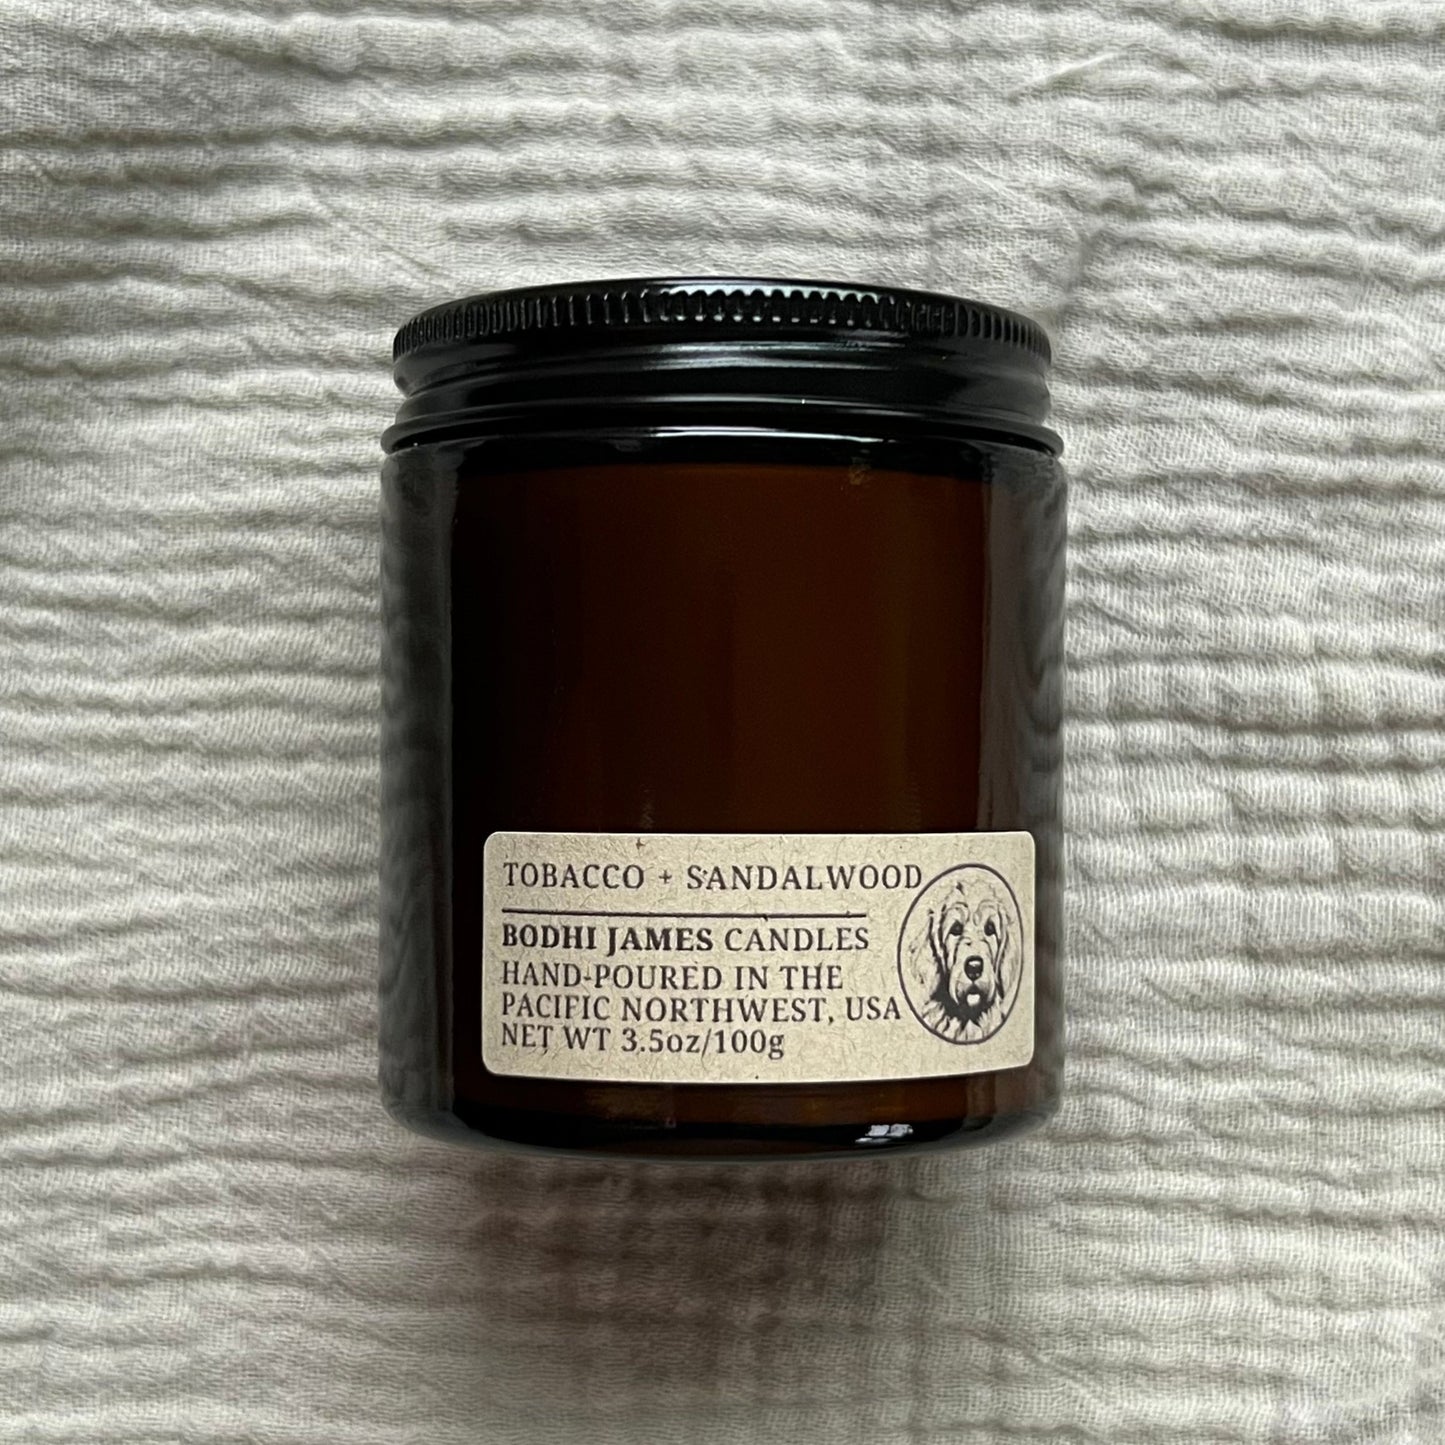 TOBACCO + SANDALWOOD
BODHI JAMES CANDLES
HAND-POURED IN THE
PACIFIC NORTHWEST, USA
NET WT 3.5oz/100g